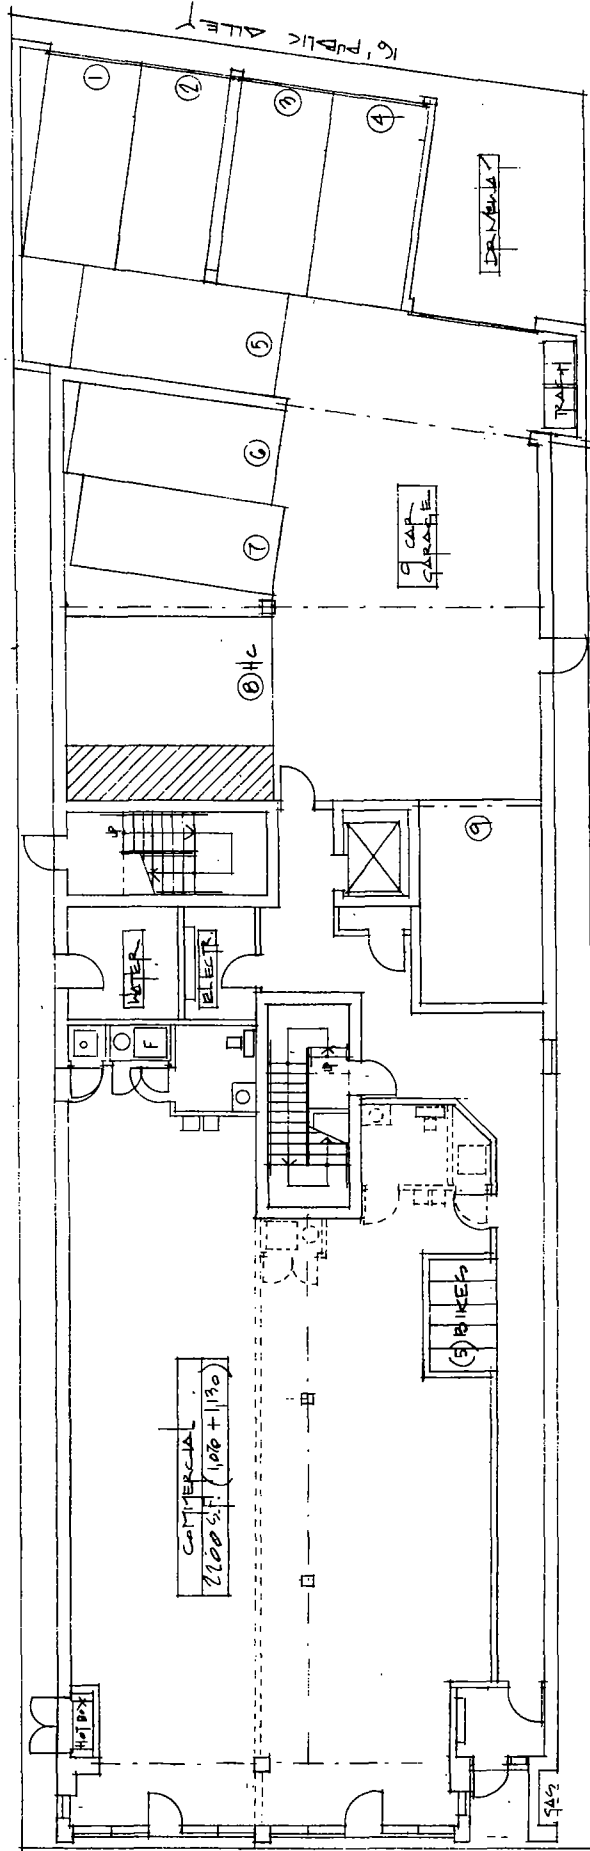 16' PUBLIC ALLEY
1
2
3
4
DRIVEWAY
5
TRASH
6
9 CAR
GARAGE
7
8 HC
UP
9
WATER
ELECTR.
F
UP
(5) BIKES
COMMERCIAL
2200 S.F. (1,070 + 1,130)
HOT BOX
GAS